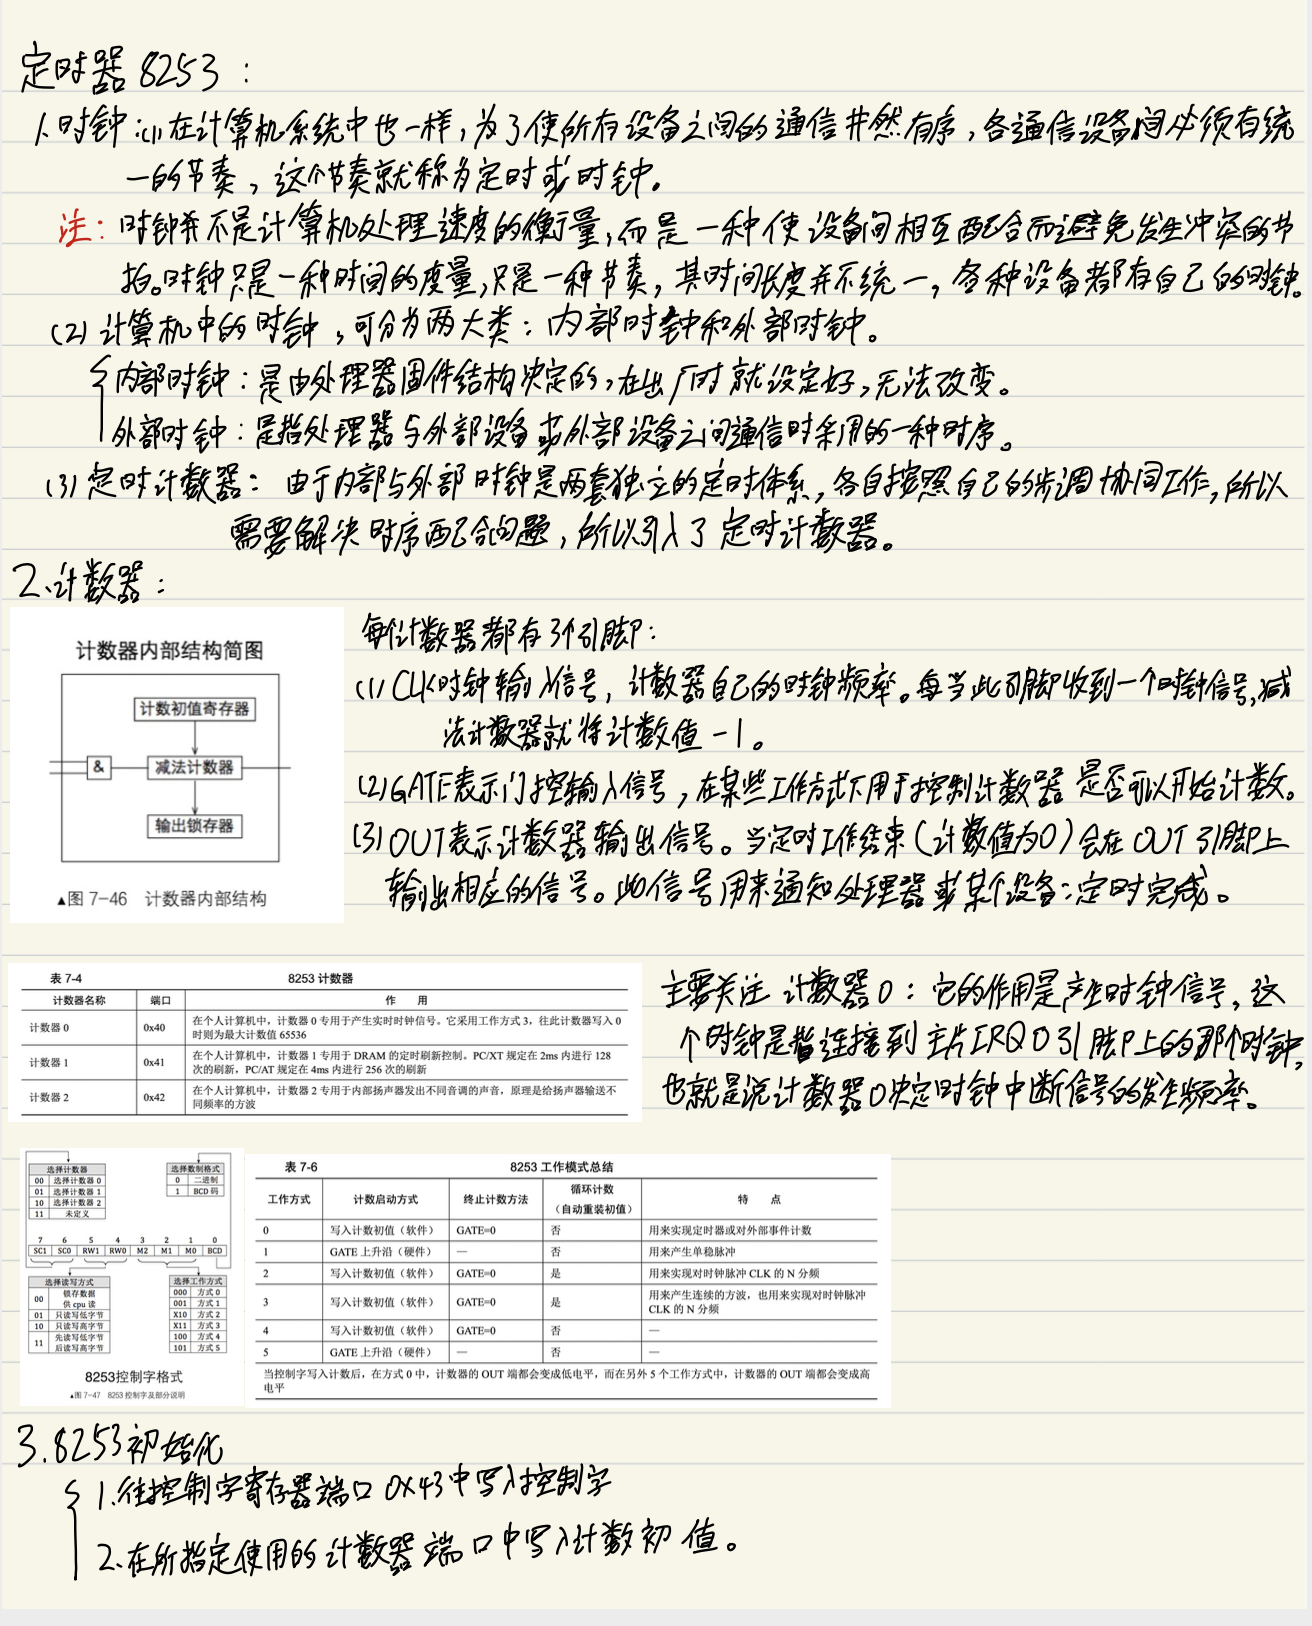 定时器 8253：
1.时钟：(1)在计算机系统中也一样，为了使所有设备之间的通信井然有序，各通信设备间必须有统
一的节奏，这个节奏就称为定时或时钟。
注：时钟并不是计算机处理速度的衡量，而是一种使设备间相互配合而避免发生冲突的节
拍。时钟只是一种时间的度量，只是一种节奏，其时间长度并不统一，各种设备都有自己的时钟。
(2) 计算机中的时钟，可分为两大类：内部时钟和外部时钟。
内部时钟：是由处理器固件结构决定的，在出厂时就设定好，无法改变。
外部时钟：是指处理器与外部设备或外部设备之间通信时采用的一种时序。
(3) 定时计数器：由于内部与外部时钟是两套独立的定时体系，各自按照自己的步调协同工作，所以
需要解决时序配合问题，所以引入了定时计数器。
2.计数器：
计数器内部结构简图
计数初值寄存器
& 减法计数器
输出锁存器
▲图 7-46 计数器内部结构
每个计数器都有3个引脚：
(1) CLK时钟输入信号，计数器自己的时钟频率。每当此引脚收到一个时钟信号，减
法计数器就将计数值 -1。
(2) GATE表示门控输入信号，在某些工作方式下用于控制计数器是否可以开始计数。
(3) OUT表示计数器输出信号。当定时工作结束(计数值为0)会在 OUT 引脚上
输出相应的信号。此信号用来通知处理器或某个设备：定时完成。
表 7-4 8253 计数器
计数器名称 端口 作 用
计数器 0 0x40 在个人计算机中，计数器 0 专用于产生实时时钟信号。它采用工作方式 3，往此计数器写入 0
时则为最大计数值 65536
计数器 1 0x41 在个人计算机中，计数器 1 专用于 DRAM 的定时刷新控制。PC/XT 规定在 2ms 内进行 128
次的刷新，PC/AT 规定在 4ms 内进行 256 次的刷新
计数器 2 0x42 在个人计算机中，计数器 2 专用于内部扬声器发出不同音调的声音，原理是给扬声器输送不
同频率的方波
主要关注 计数器0：它的作用是产生时钟信号，这
个时钟是指连接到主片IRQ0引脚上的那个时钟，
也就是说计数器0决定时钟中断信号的发生频率。
选择计数器
00 选择计数器 0
01 选择计数器 1
10 选择计数器 2
11 未定义
选择数制格式
0 二进制
1 BCD 码
7 6 5 4 3 2 1 0
SC1 SC0 RW1 RW0 M2 M1 M0 BCD
选择读写方式
00 锁存数据
供 cpu 读
01 只读写低字节
10 只读写高字节
11 先读写低字节
后读写高字节
选择工作方式
000 方式 0
001 方式 1
X10 方式 2
X11 方式 3
100 方式 4
101 方式 5
8253控制字格式
▲图 7-47 8253 控制字及部分说明
表 7-6 8253 工作模式总结
工作方式 计数启动方式 终止计数方法 循环计数
（自动重装初值） 特 点
0 写入计数初值（软件） GATE=0 否 用来实现定时器或对外部事件计数
1 GATE 上升沿（硬件） — 否 用来产生单稳脉冲
2 写入计数初值（软件） GATE=0 是 用来实现对时钟脉冲 CLK 的 N 分频
3 写入计数初值（软件） GATE=0 是 用来产生连续的方波，也用来实现对时钟脉冲
CLK 的 N 分频
4 写入计数初值（软件） GATE=0 否 —
5 GATE 上升沿（硬件） — 否 —
当控制字写入计数后，在方式 0 中，计数器的 OUT 端都会变成低电平，而在另外 5 个工作方式中，计数器的 OUT 端都会变成高
电平
3.8253初始化
1.往控制字寄存器端口 0x43中写入控制字
2.在所指定使用的计数器端口中写入计数初值。